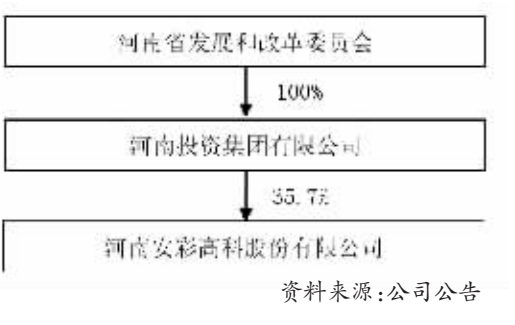 河南省发展和改革委员会
100%
河南投资集团有限公司
35.7%
河南安彩高科股份有限公司
资料来源:公司公告